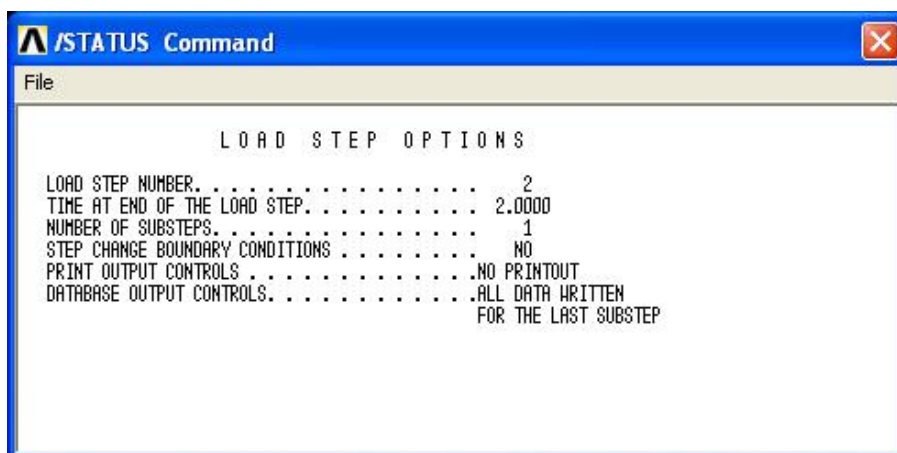 /STATUS Command
File
LOAD STEP OPTIONS
LOAD STEP NUMBER. . . . . . . . . . . . . . . . 2
TIME AT END OF THE LOAD STEP. . . . . . . . . . 2.0000
NUMBER OF SUBSTEPS. . . . . . . . . . . . . . . 1
STEP CHANGE BOUNDARY CONDITIONS . . . . . . . . NO
PRINT OUTPUT CONTROLS . . . . . . . . . . . . .NO PRINTOUT
DATABASE OUTPUT CONTROLS. . . . . . . . . . . .ALL DATA WRITTEN
FOR THE LAST SUBSTEP